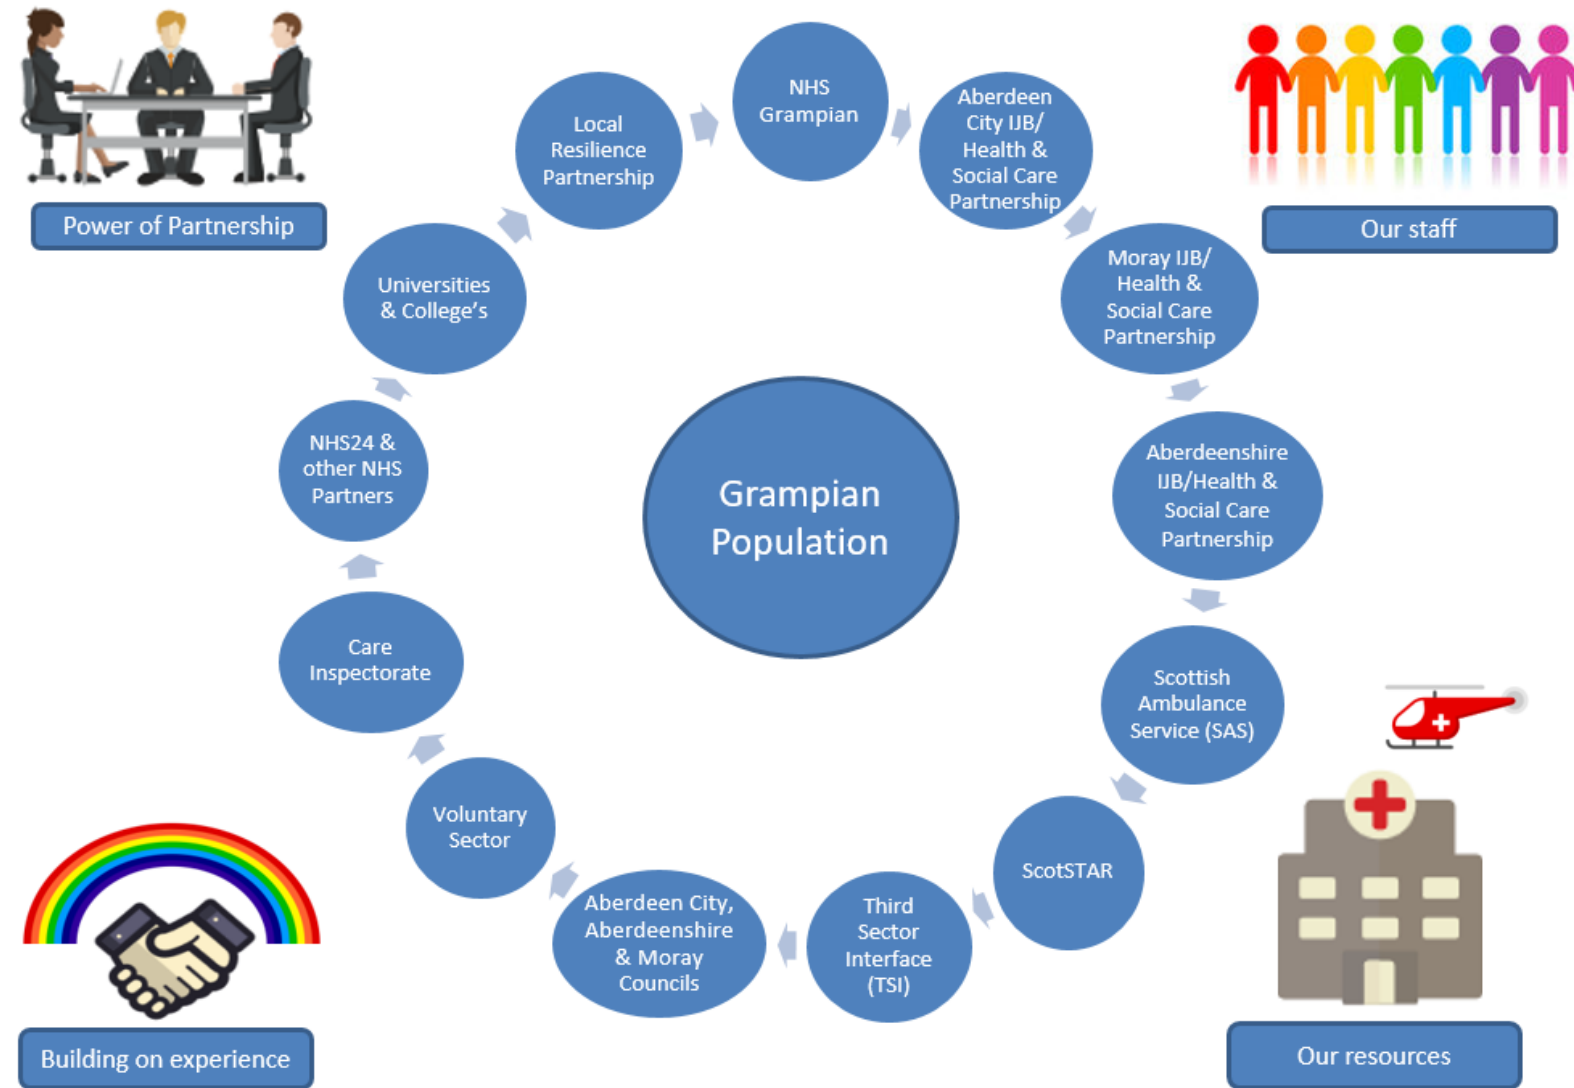 Power of Partnership
Our staff
NHS
Grampian
Aberdeen
City IJB/
Health &
Social Care
Partnership
Moray IJB/
Health &
Social Care
Partnership
Aberdeenshire
IJB/Health &
Social Care
Partnership
Scottish
Ambulance
Service (SAS)
ScotSTAR
Third
Sector
Interface
(TSI)
Aberdeen City,
Aberdeenshire
& Moray
Councils
Voluntary
Sector
Care
Inspectorate
NHS24 &
other NHS
Partners
Universities
& College's
Local
Resilience
Partnership
Grampian
Population
Building on experience
Our resources